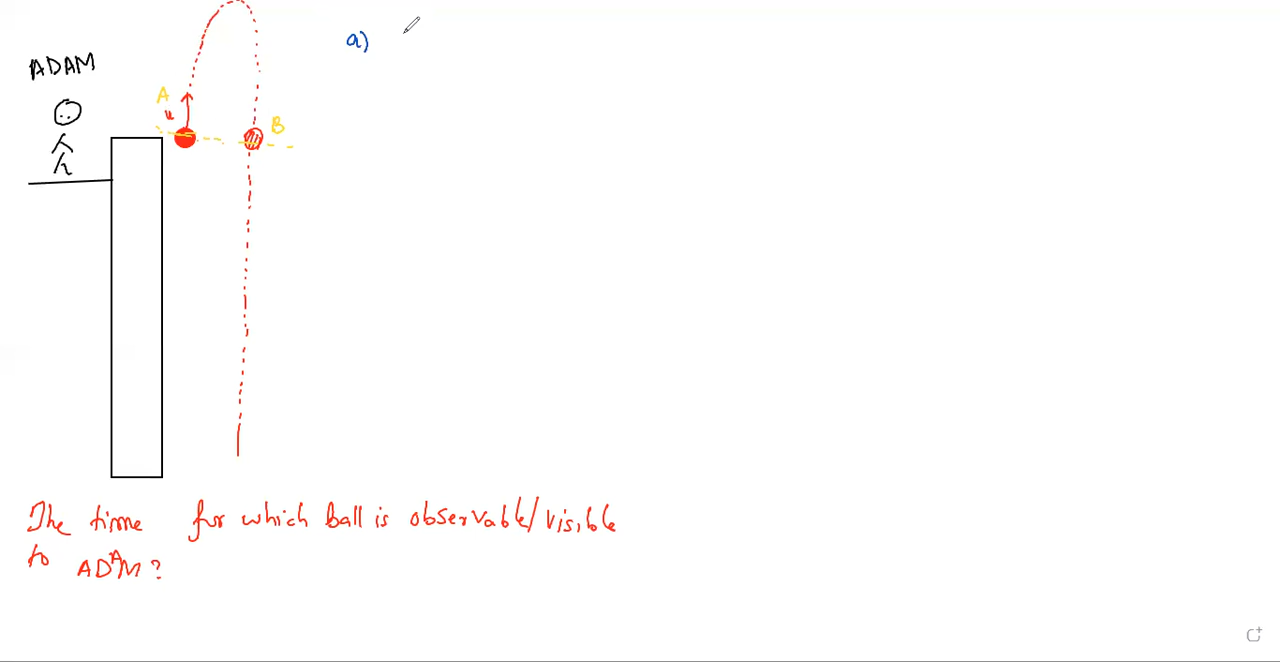 a)
ADAM
A
B
The time for which ball is observable/visible
to ADAM?